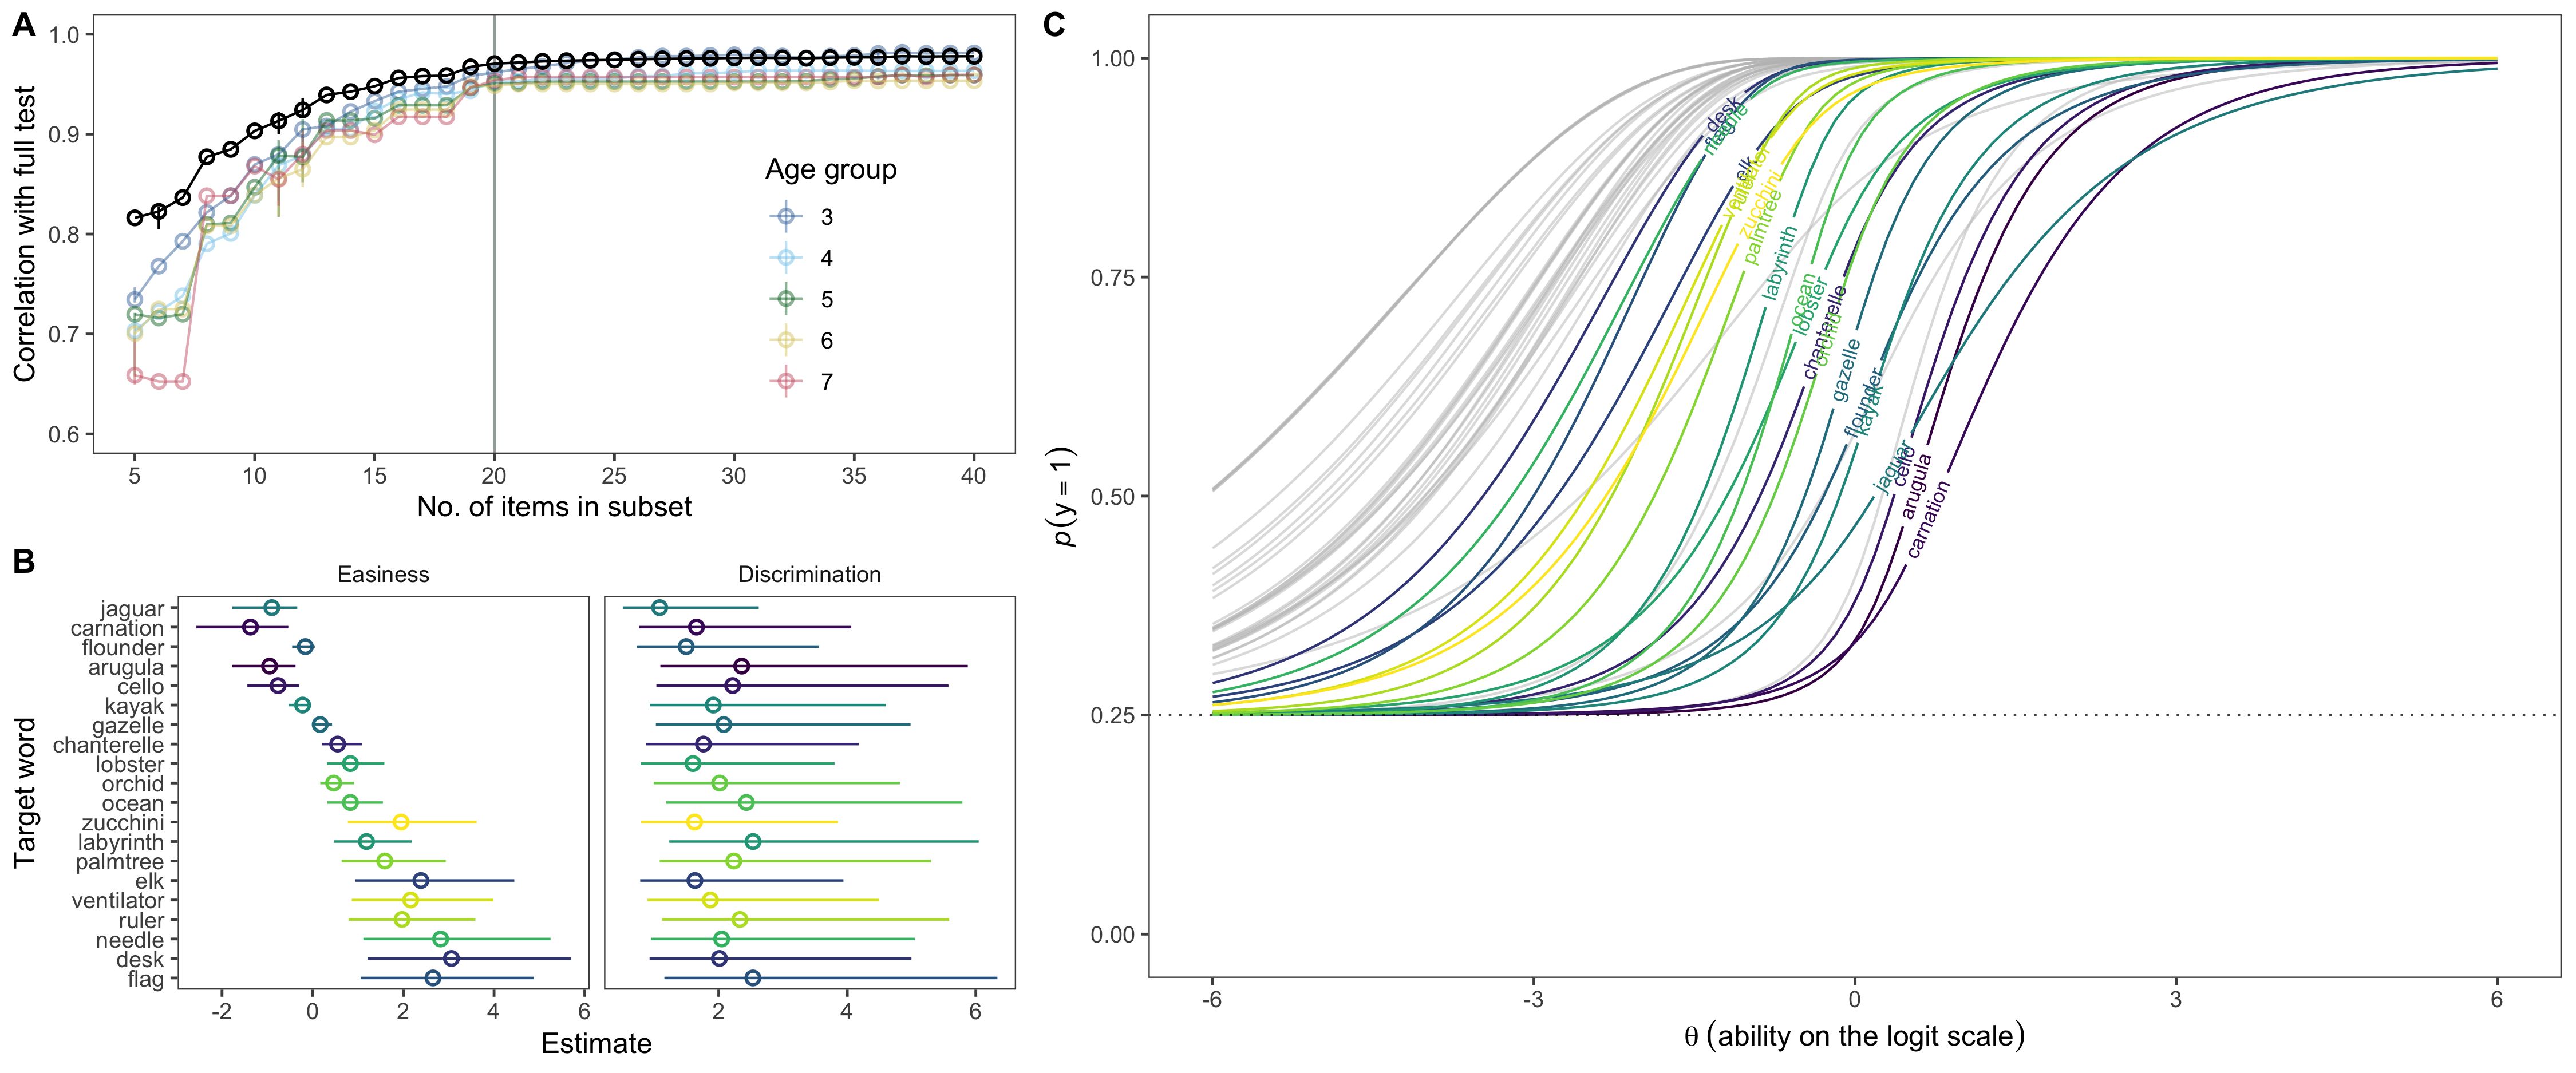 A
1.0
0.9
0.8
0.7
0.6
Correlation with full test
5 10 15 20 25 30 35 40
No. of items in subset
Age group
3
4
5
6
7
B
Easiness Discrimination
Target word
jaguar
carnation
flounder
arugula
cello
kayak
gazelle
chanterelle
lobster
orchid
ocean
zucchini
labyrinth
palmtree
elk
ventilator
ruler
needle
desk
flag
-2 0 2 4 6 2 4 6
Estimate
C
1.00
0.75
0.50
0.25
0.00
p(y = 1)
desk
flag
needle
elk
ventilator
ruler
zucchini
palmtree
labyrinth
ocean
lobster
chanterelle
orchid
gazelle
flounder
kayak
jaguar
cello
arugula
carnation
-6 -3 0 3 6
θ (ability on the logit scale)